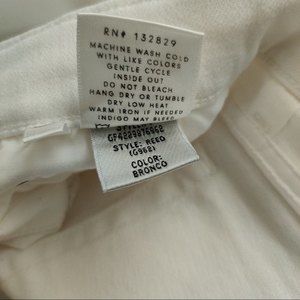 RN# 132829
MACHINE WASH COLD
WITH LIKE COLORS
GENTLE CYCLE
INSIDE OUT
DO NOT BLEACH
HANG DRY OR TUMBLE
DRY LOW HEAT
WARM IRON IF NEEDED
INDIGO MAY BLEED
STYLE: REED
(G962)
COLOR:
BRONCO